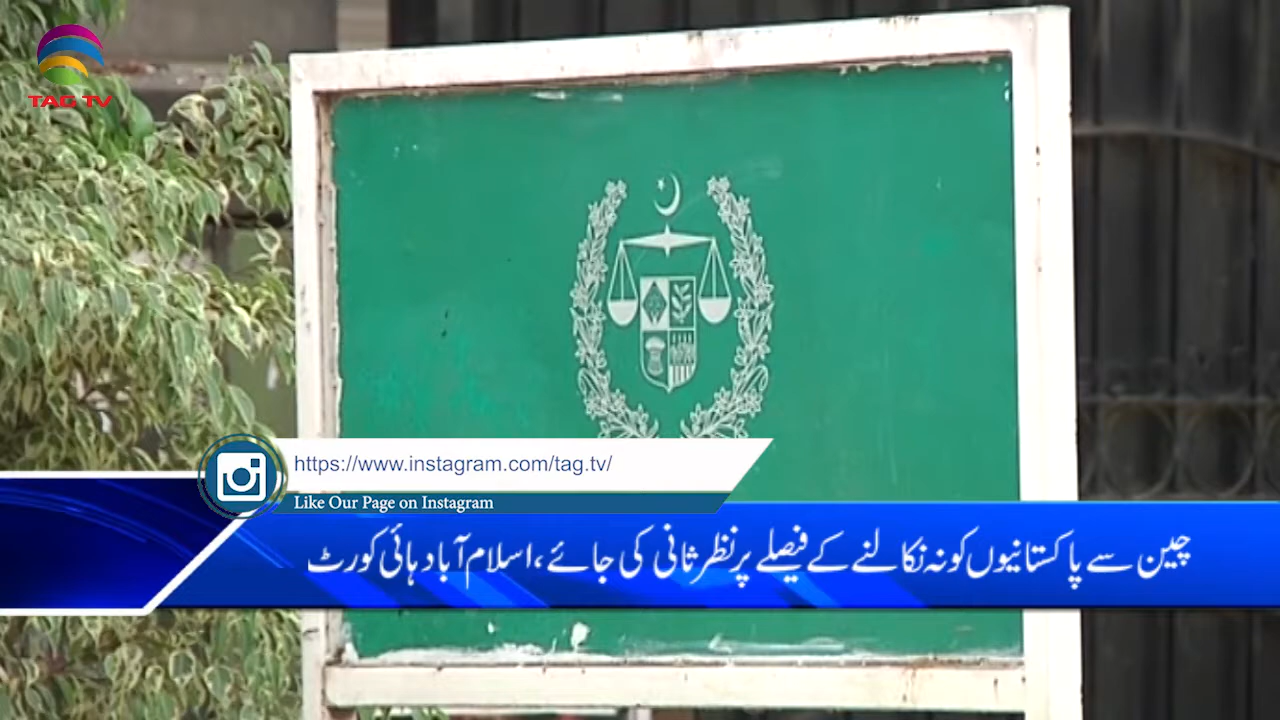 TAG TV
https://www.instagram.com/tag.tv/
Like Our Page on Instagram
چین سے پاکستانیوں کو نہ نکالنے کے فیصلے پر نظر ثانی کی جائے ، اسلام آباد ہائی کورٹ